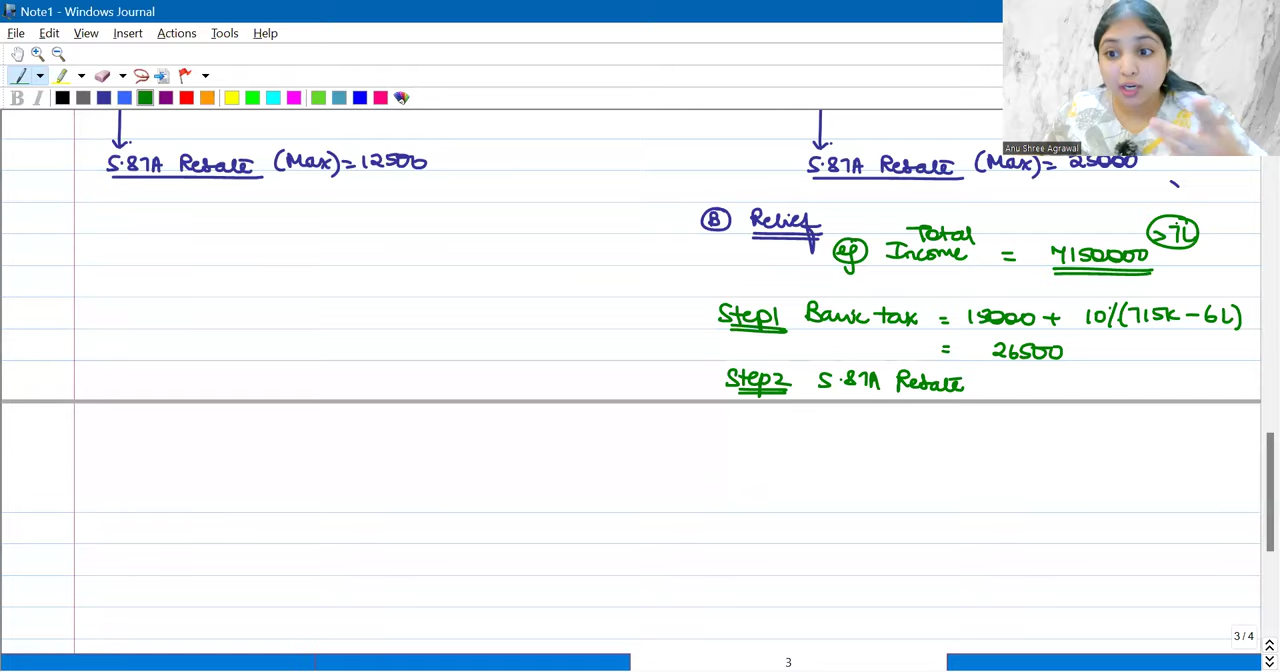 Note1 - Windows Journal
File Edit View Insert Actions Tools Help
B I
Anu Shree Agrawal
S.87A Rebate (Max)=12500
S.87A Rebate (Max)=25000
B Relief
eg Total Income = 7150000 >7L
Step1 Basic tax = 15000 + 10%(715K-6L)
= 26500
Step2 S.87A Rebate
3 / 4
3